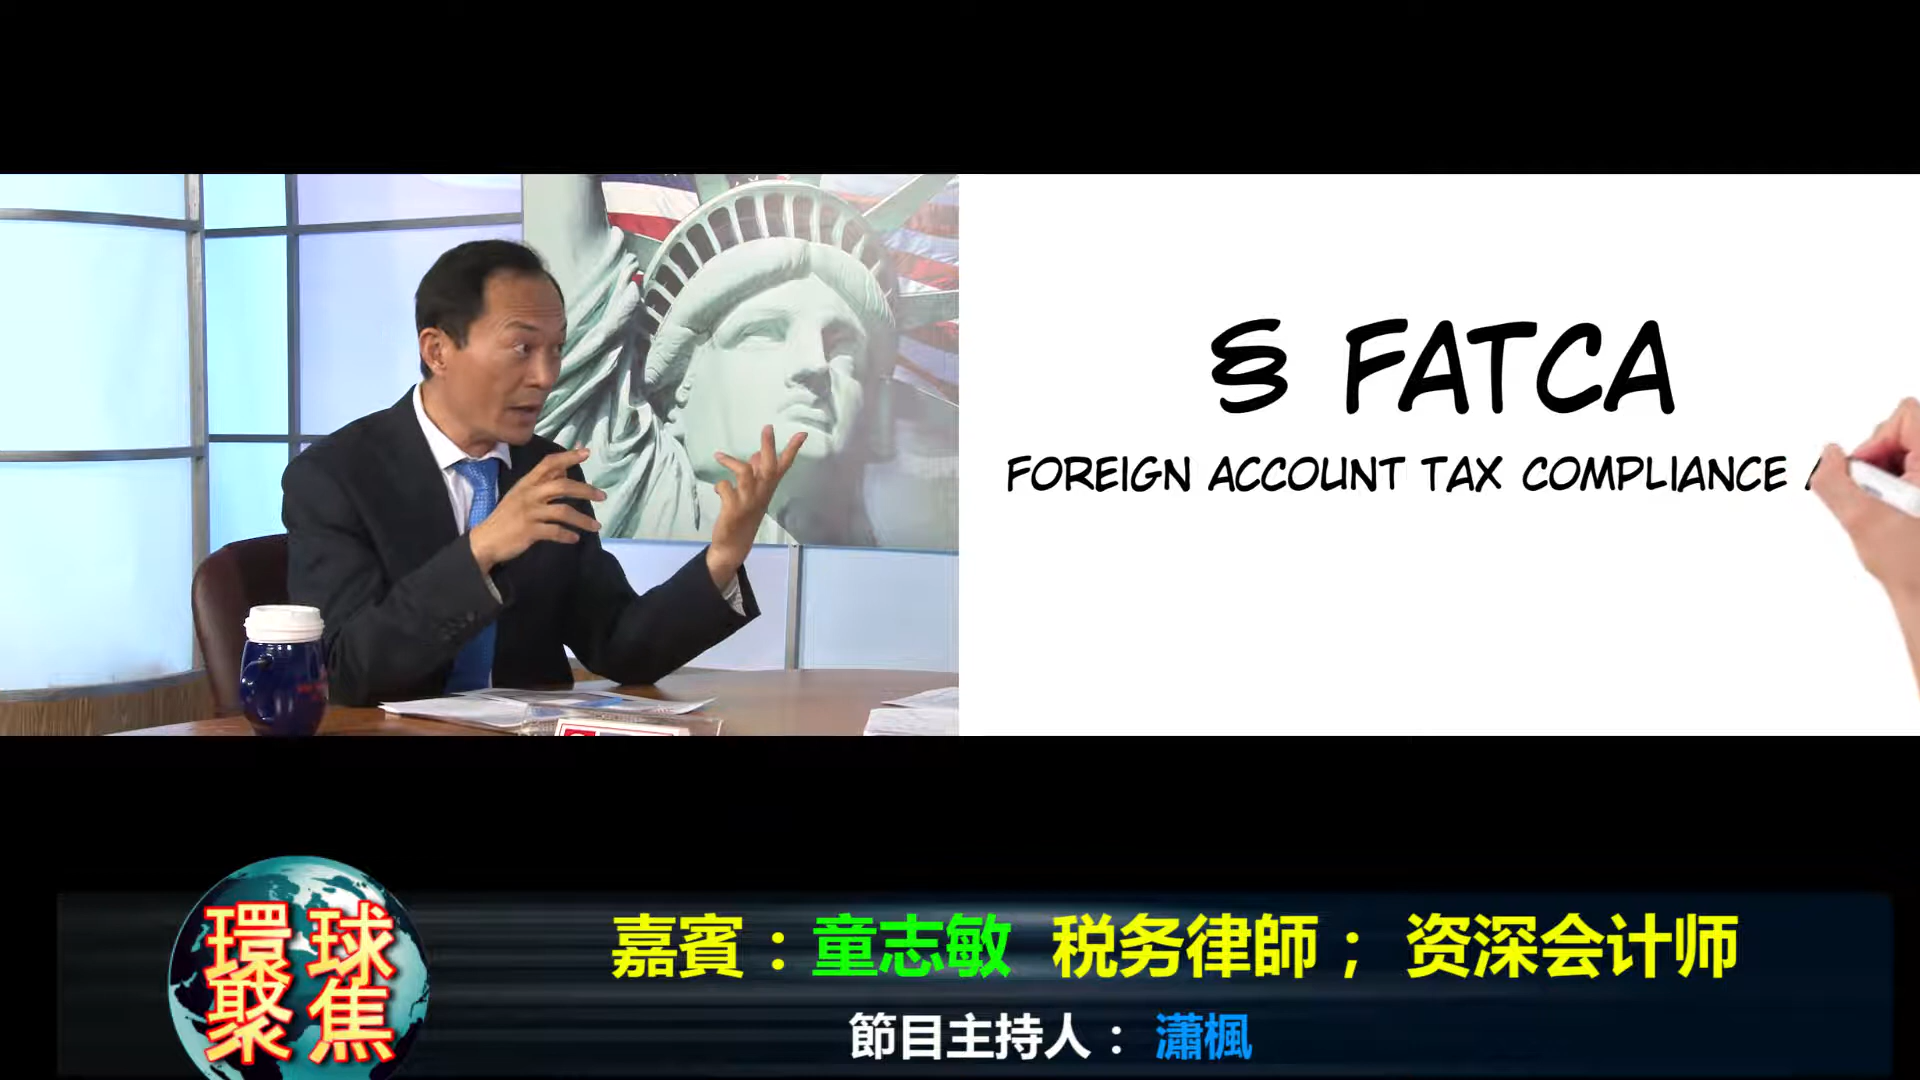 § FATCA
FOREIGN ACCOUNT TAX COMPLIANCE
環球
聚焦
嘉賓：童志敏 税务律師； 资深会计师
節目主持人： 瀟楓